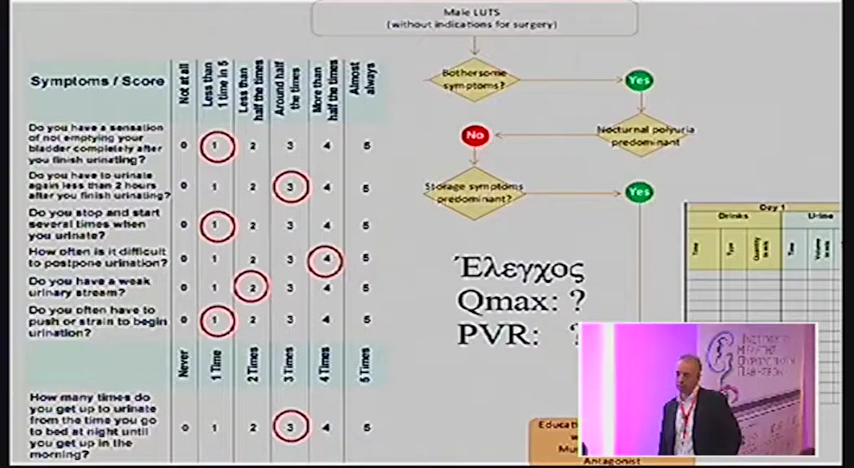 Symptoms / Score
Not at all
Less than
1 time in 5
Less than
half the times
Around half
the times
More than
half the times
Almost
always
Do you have a sensation
of not emptying your
bladder completely after
you finish urinating?
0 1 2 3 4 5
Do you have to urinate
again less than 2 hours
after you finish urinating?
0 1 2 3 4 5
Do you stop and start
several times when
you urinate?
0 1 2 3 4 5
How often is it difficult
to postpone urination?
0 1 2 3 4 5
Do you have a weak
urinary stream?
0 1 2 3 4 5
Do you often have to
push or strain to begin
urination?
0 1 2 3 4 5
Never
1 Time
2 Times
3 Times
4 Times
5 Times
How many times do
you get up to urinate
from the time you go
to bed at night until
you get up in the
morning?
0 1 2 3 4 5
Male LUTS
(without indications for surgery)
Bothersome
symptoms?
Yes
Nocturnal polyuria
predominant
No
Storage symptoms
predominant?
Yes
Έλεγχος
Qmax: ?
PVR: ?
Day 1
Drinks
Urine
Time
Type
Quantity
Time
Volume
Antagonist